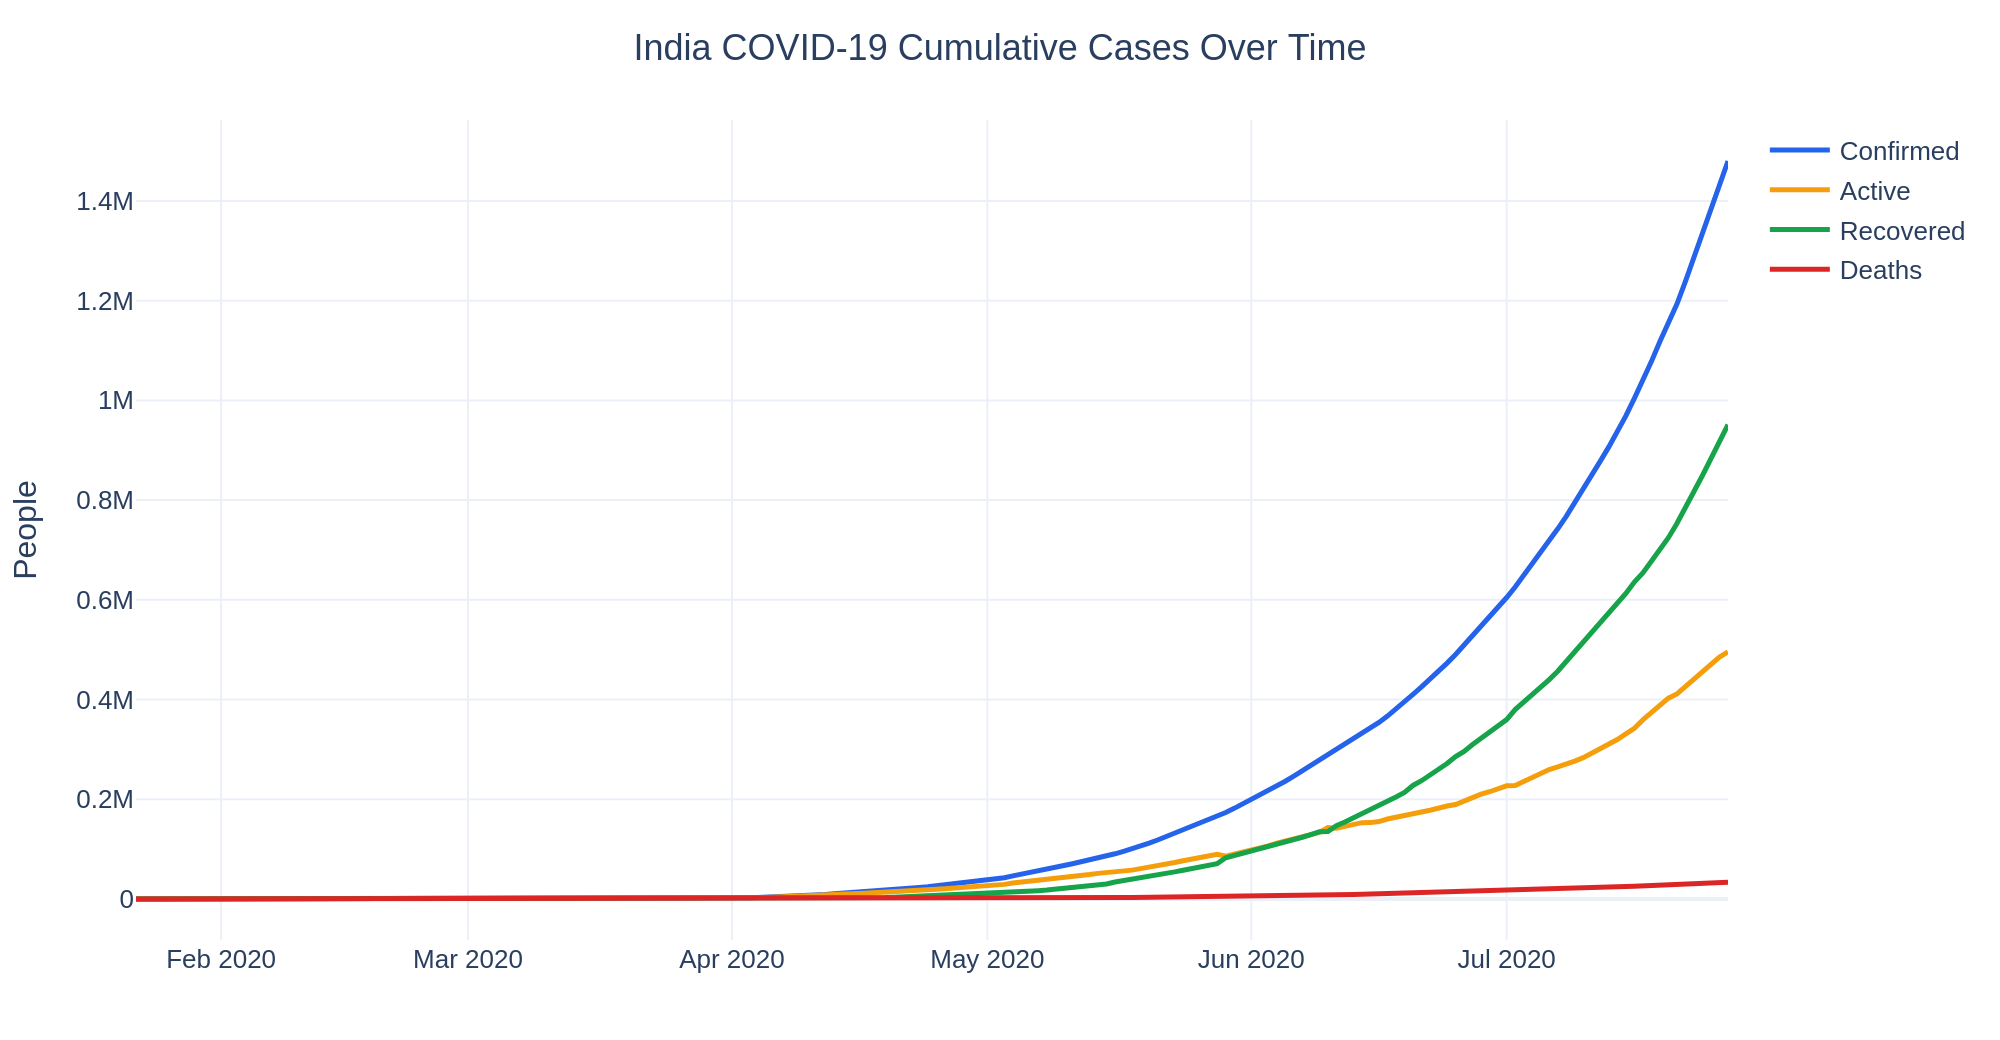 India COVID-19 Cumulative Cases Over Time
Confirmed
Active
Recovered
Deaths
People
1.4M
1.2M
1M
0.8M
0.6M
0.4M
0.2M
0
Feb 2020
Mar 2020
Apr 2020
May 2020
Jun 2020
Jul 2020